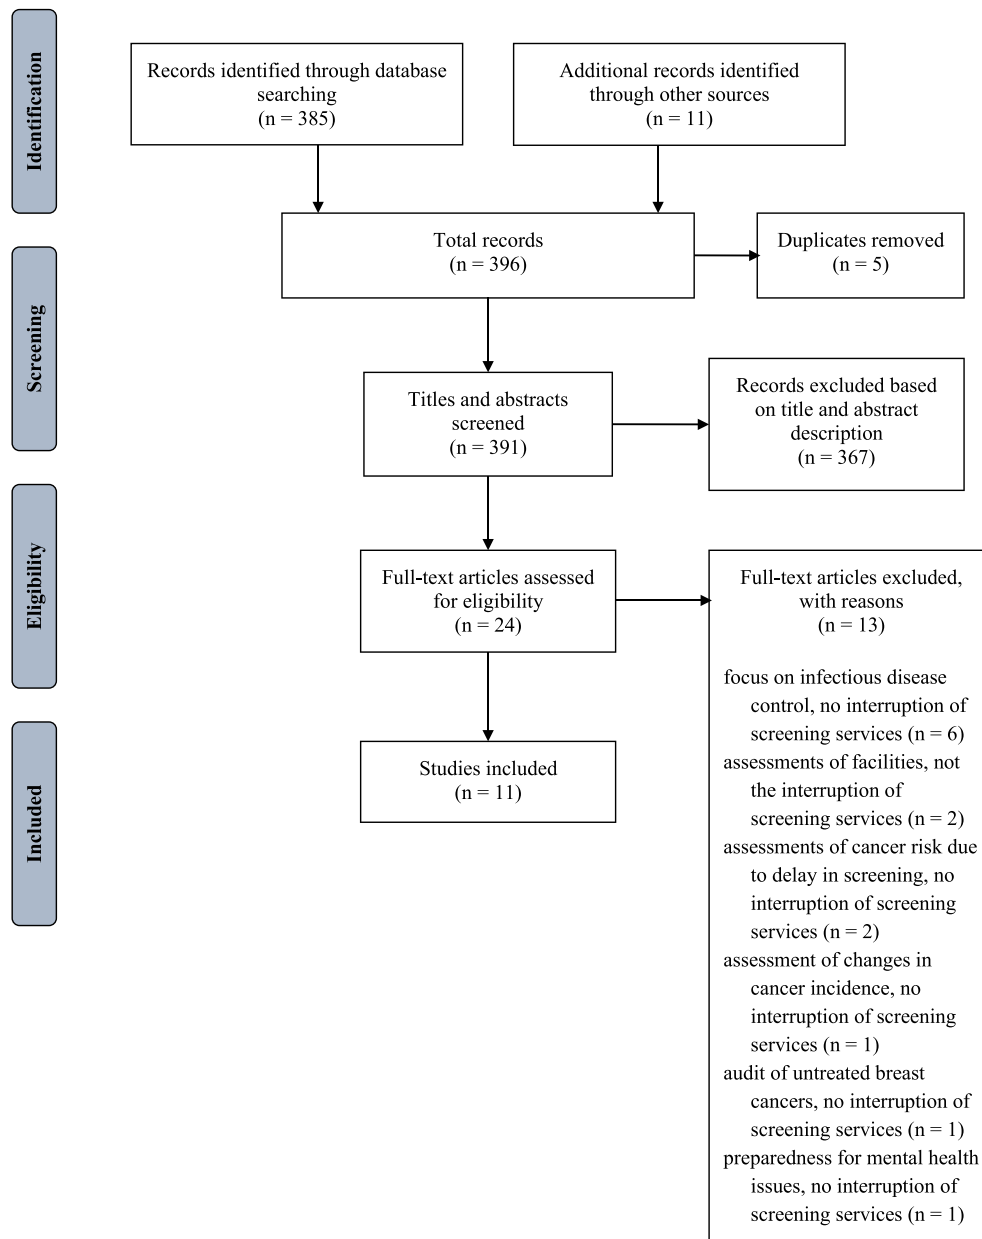 Identification
Records identified through database
searching
(n = 385)
Additional records identified
through other sources
(n = 11)
Total records
(n = 396)
Duplicates removed
(n = 5)
Screening
Titles and abstracts
screened
(n = 391)
Records excluded based
on title and abstract
description
(n = 367)
Eligibility
Full-text articles assessed
for eligibility
(n = 24)
Full-text articles excluded,
with reasons
(n = 13)
focus on infectious disease
control, no interruption of
screening services (n = 6)
assessments of facilities, not
the interruption of
screening services (n = 2)
assessments of cancer risk due
to delay in screening, no
interruption of screening
services (n = 2)
assessment of changes in
cancer incidence, no
interruption of screening
services (n = 1)
audit of untreated breast
cancers, no interruption of
screening services (n = 1)
preparedness for mental health
issues, no interruption of
screening services (n = 1)
Included
Studies included
(n = 11)